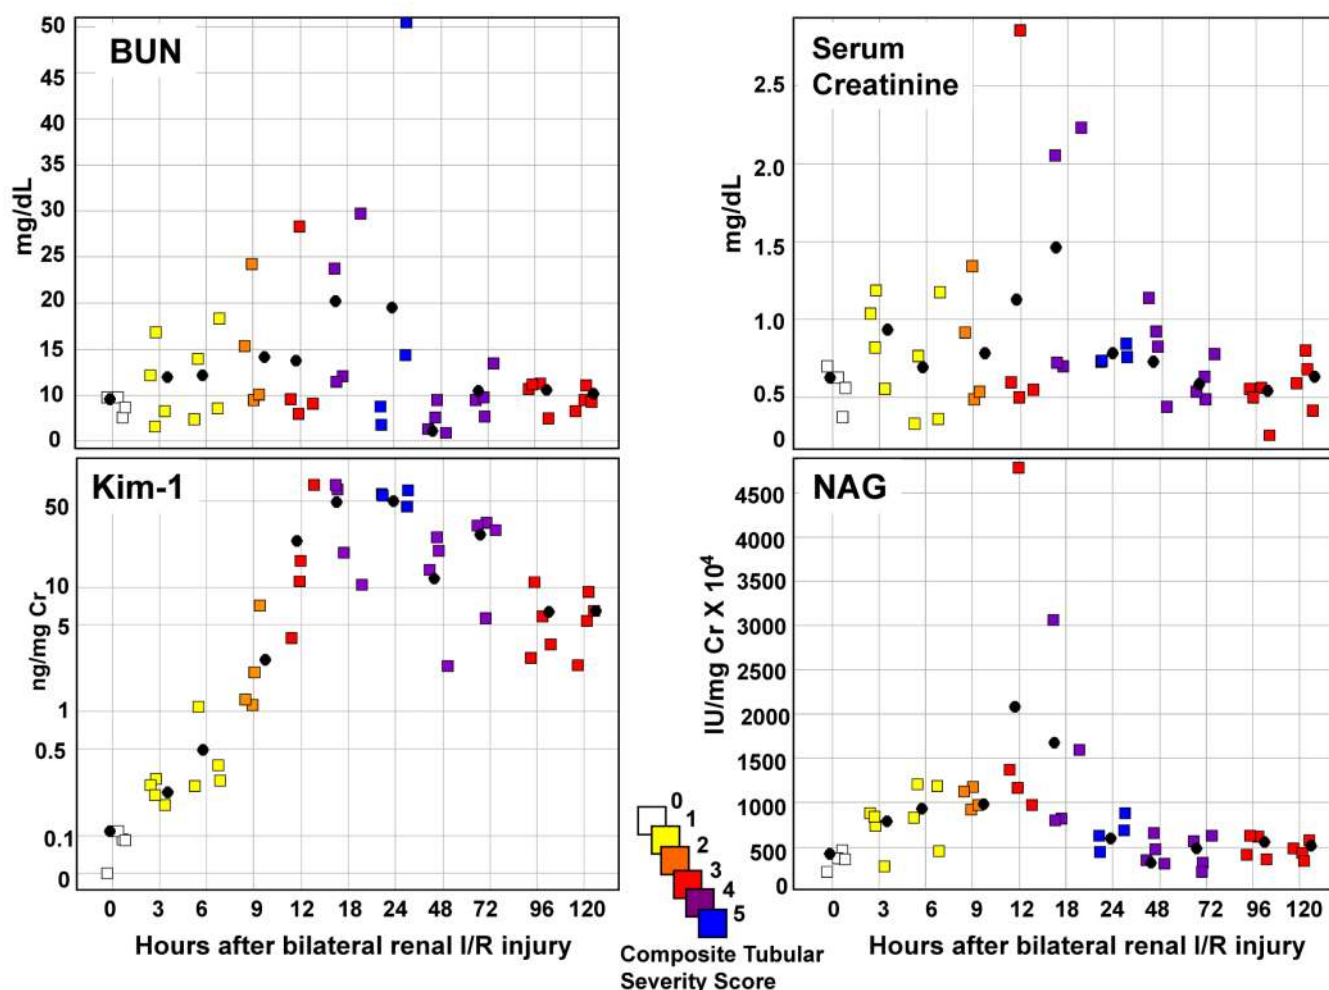 BUN
mg/dL
50
45
40
35
30
25
20
15
10
5
0
Serum
Creatinine
mg/dL
2.5
2.0
1.5
1.0
0.5
0
Kim-1
ng/mg Cr
50
10
5
1
0.5
0.1
0
0 3 6 9 12 18 24 48 72 96 120
Hours after bilateral renal I/R injury
NAG
IU/mg Cr X 10⁴
4500
4000
3500
3000
2500
2000
1500
1000
500
0
0 3 6 9 12 18 24 48 72 96 120
Hours after bilateral renal I/R injury
0
1
2
3
4
5
Composite Tubular
Severity Score